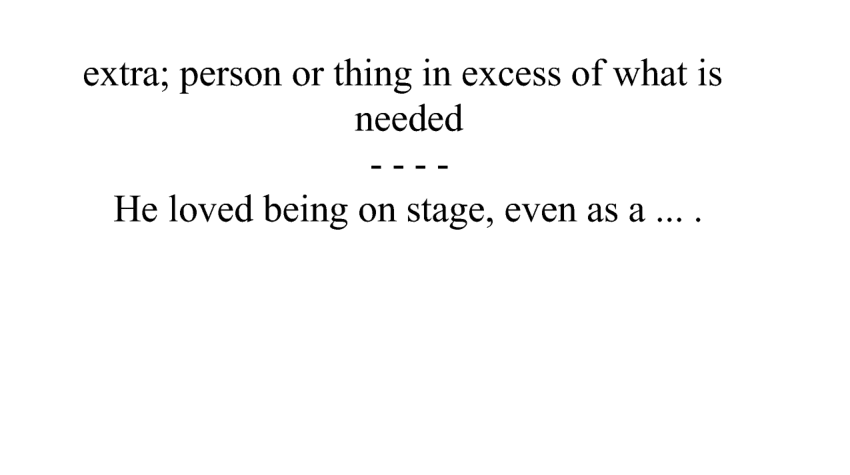 extra; person or thing in excess of what is
needed
- - - -
He loved being on stage, even as a ... .